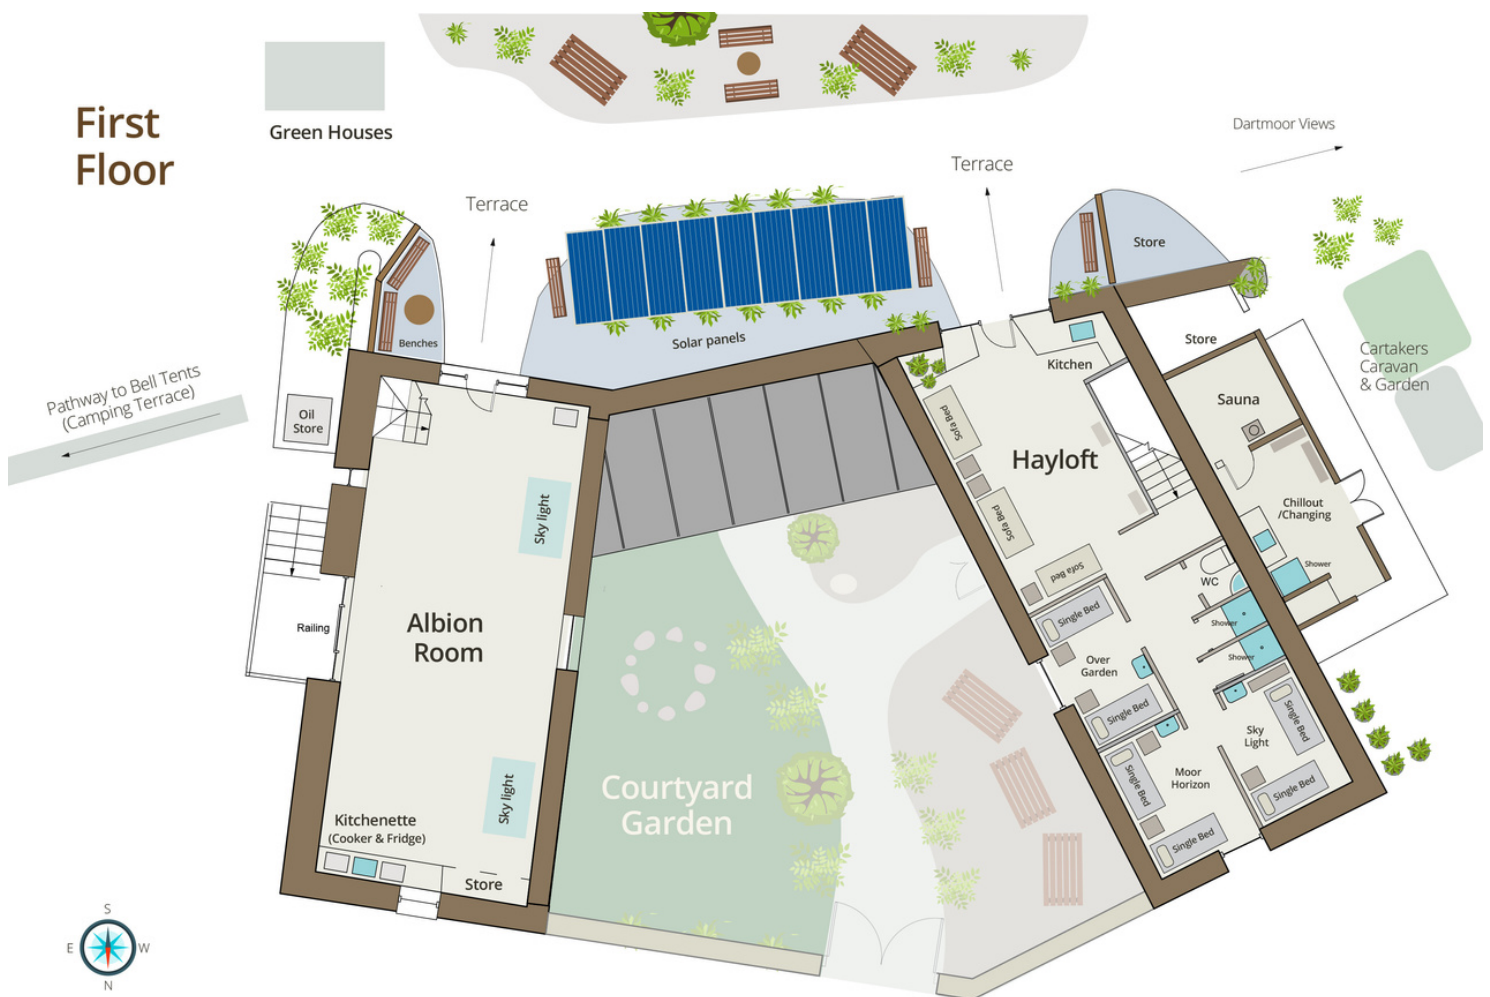 First
Floor
Green Houses
Dartmoor Views
Terrace
Terrace
Store
Benches
Solar panels
Store
Kitchen
Cartakers
Caravan
& Garden
Pathway to Bell Tents
(Camping Terrace)
Oil
Store
Sofa Bed
Sauna
Hayloft
Sky light
Sofa Bed
Chillout
/Changing
Shower
Sofa Bed
WC
Railing
Albion
Room
Single Bed
Shower
Shower
Over
Garden
Single Bed
Single Bed
Sky
Light
Single Bed
Moor
Horizon
Single Bed
Single Bed
Sky light
Courtyard
Garden
Kitchenette
(Cooker & Fridge)
Store
S
E
W
N